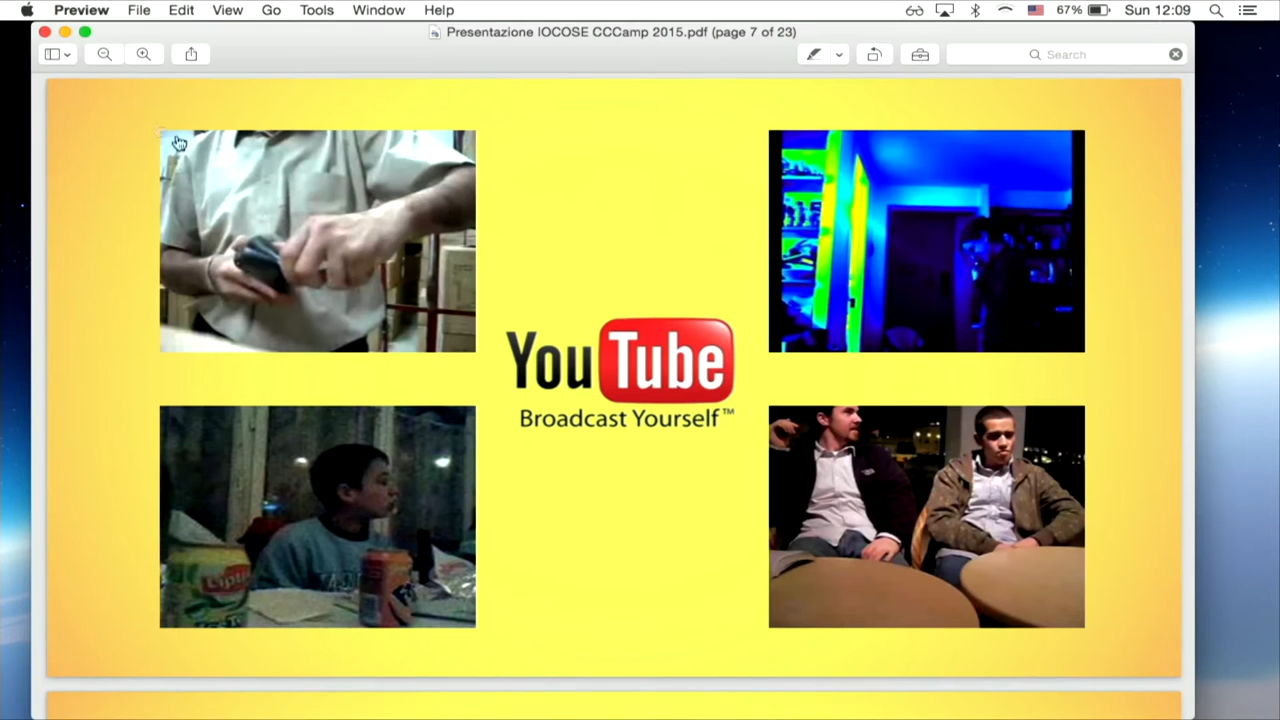 Preview File Edit View Go Tools Window Help 67% Sun 12:09
Presentazione IOCOSE CCCamp 2015.pdf (page 7 of 23)
Search
YouTube
Broadcast Yourself™
Lipton